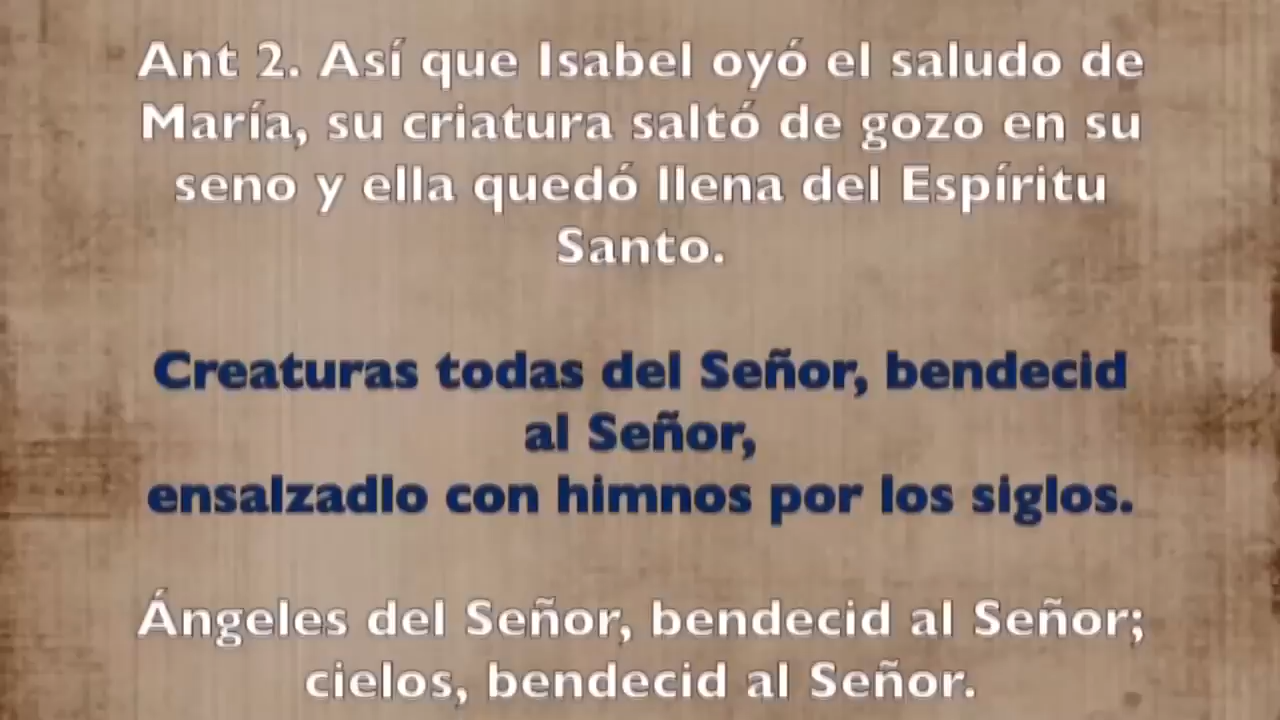 Ant 2. Así que Isabel oyó el saludo de
María, su criatura saltó de gozo en su
seno y ella quedó llena del Espíritu
Santo.
Creaturas todas del Señor, bendecid
al Señor,
ensalzadlo con himnos por los siglos.
Ángeles del Señor, bendecid al Señor;
cielos, bendecid al Señor.